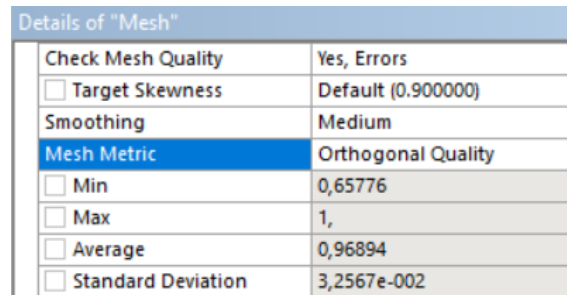 Details of "Mesh"
Check Mesh Quality Yes, Errors
Target Skewness Default (0.900000)
Smoothing Medium
Mesh Metric Orthogonal Quality
Min 0,65776
Max 1,
Average 0,96894
Standard Deviation 3,2567e-002